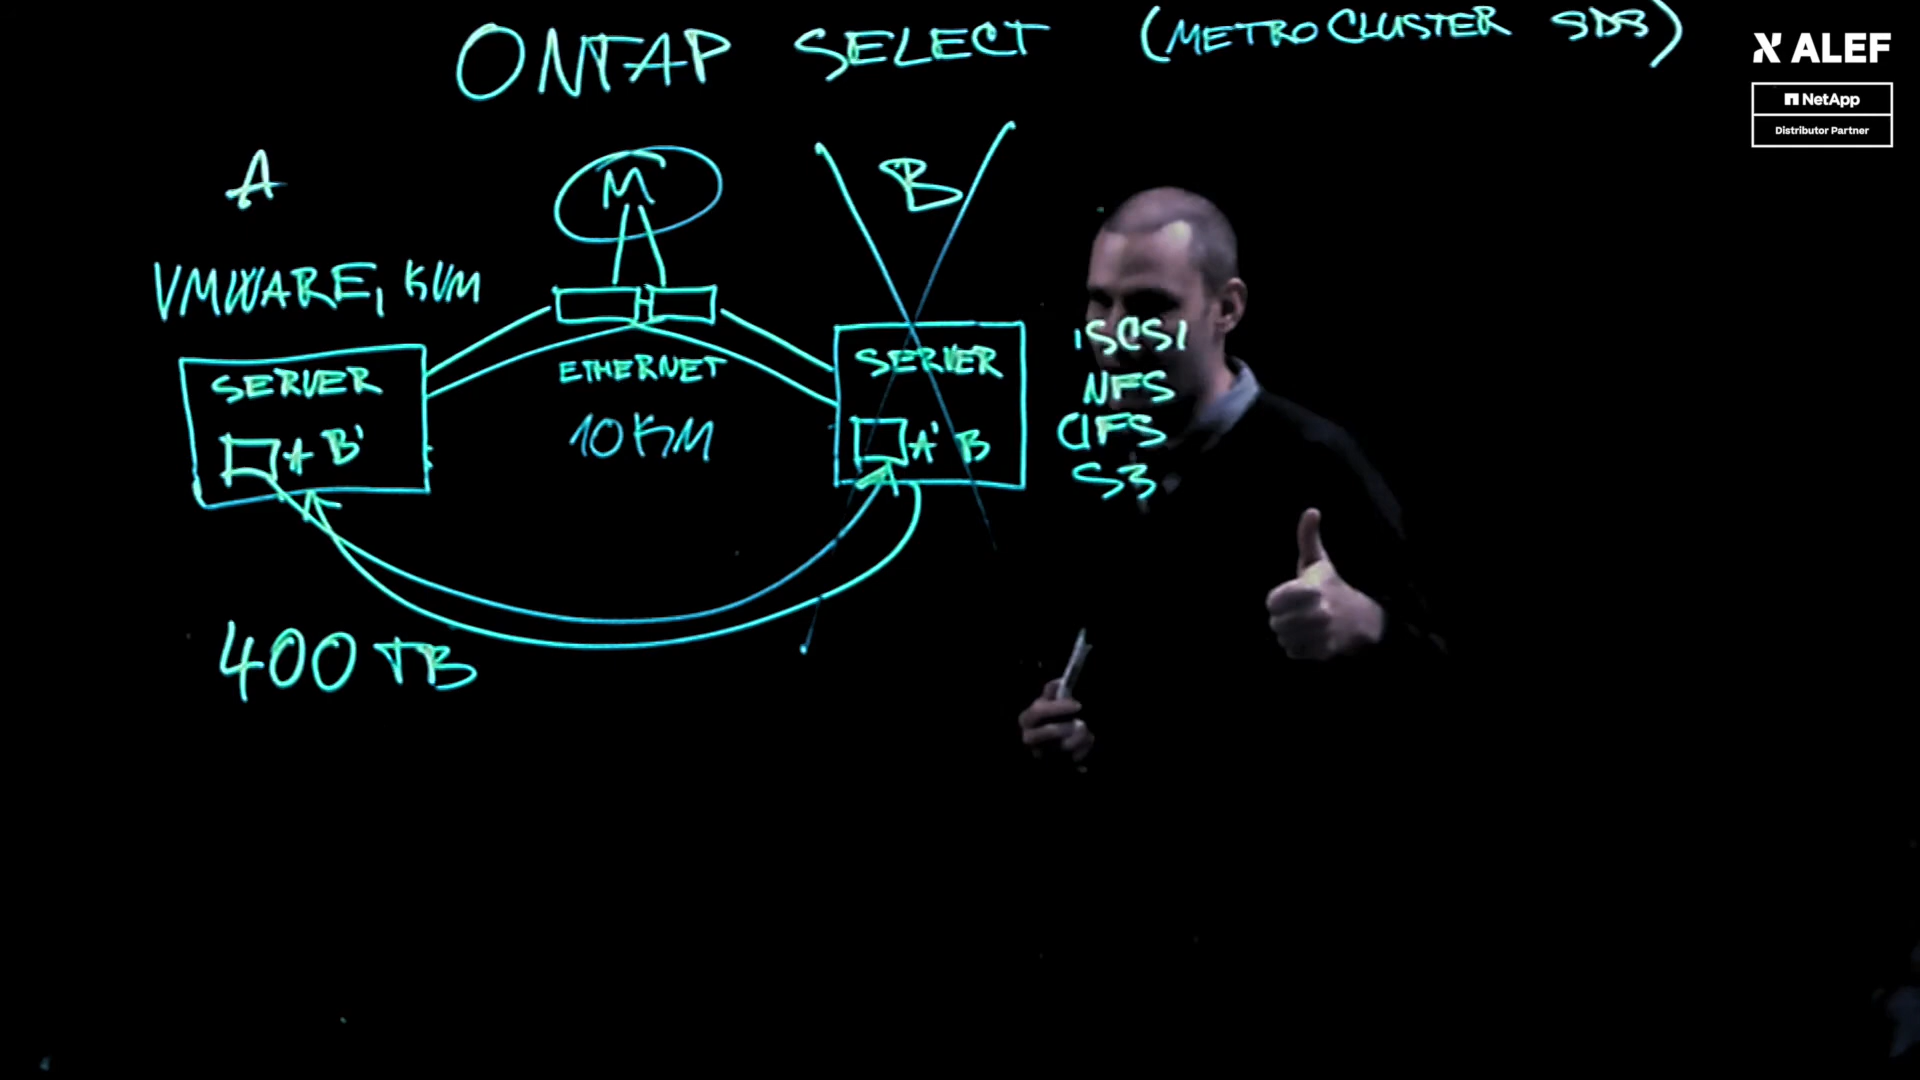 ONTAP SELECT (METROCLUSTER SDS)
X ALEF
NetApp
Distributor Partner
A
M
B
VMWARE, KVM
SERVER
A B'
ETHERNET
10 KM
SERVER
A' B
iSCSI
NFS
CIFS
S3
400 TB